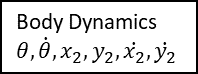 Body Dynamics
θ, θ̇, x₂, y₂, ẋ₂, ẏ₂